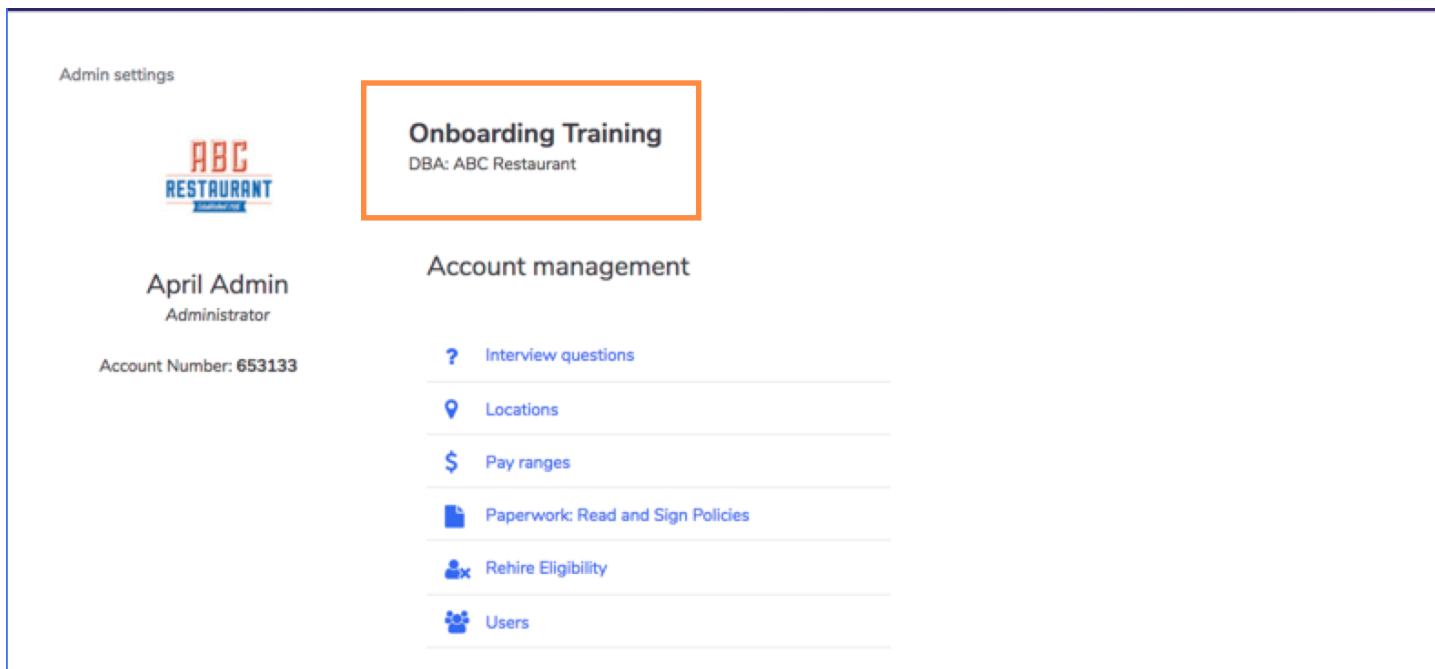 Admin settings
ABC
RESTAURANT
April Admin
Administrator
Account Number: 653133
Onboarding Training
DBA: ABC Restaurant
Account management
? Interview questions
Locations
$ Pay ranges
Paperwork: Read and Sign Policies
Rehire Eligibility
Users